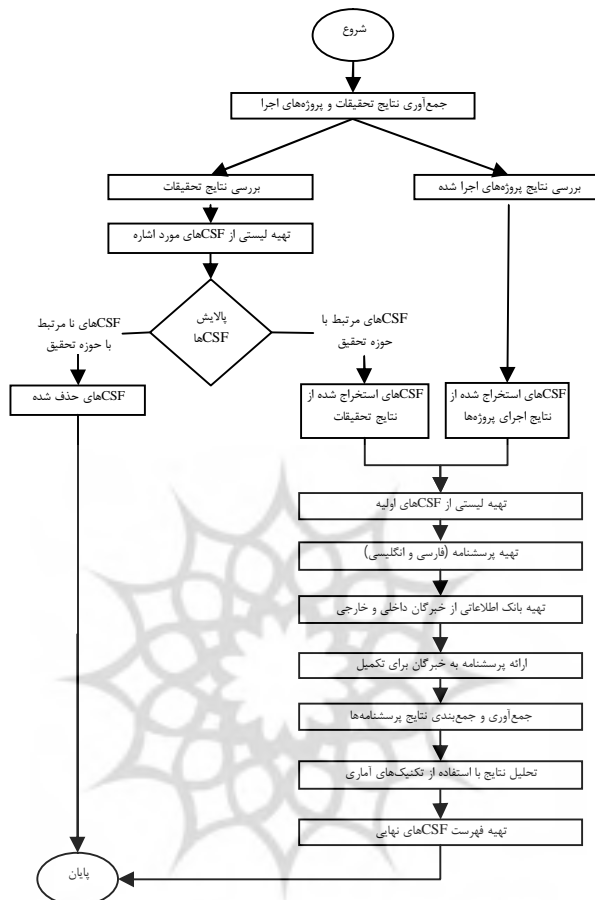 شروع
جمع‌آوری نتایج تحقیقات و پروژه‌های اجرا
بررسی نتایج پروژه‌های اجرا شده
بررسی نتایج تحقیقات
تهیه لیستی از CSFهای مورد اشاره
پالایش
CSFها
CSFهای مرتبط با
حوزه تحقیق
CSFهای نا مرتبط
با حوزه تحقیق
CSFهای استخراج شده از
نتایج اجرای پروژه‌ها
CSFهای استخراج شده از
نتایج تحقیقات
CSFهای حذف شده
تهیه لیستی از CSFهای اولیه
تهیه پرسشنامه (فارسی و انگلیسی)
تهیه بانک اطلاعاتی از خبرگان داخلی و خارجی
ارائه پرسشنامه به خبرگان برای تکمیل
جمع‌آوری و جمع‌بندی نتایج پرسشنامه‌ها
تحلیل نتایج با استفاده از تکنیک‌های آماری
تهیه فهرست CSFهای نهایی
پایان